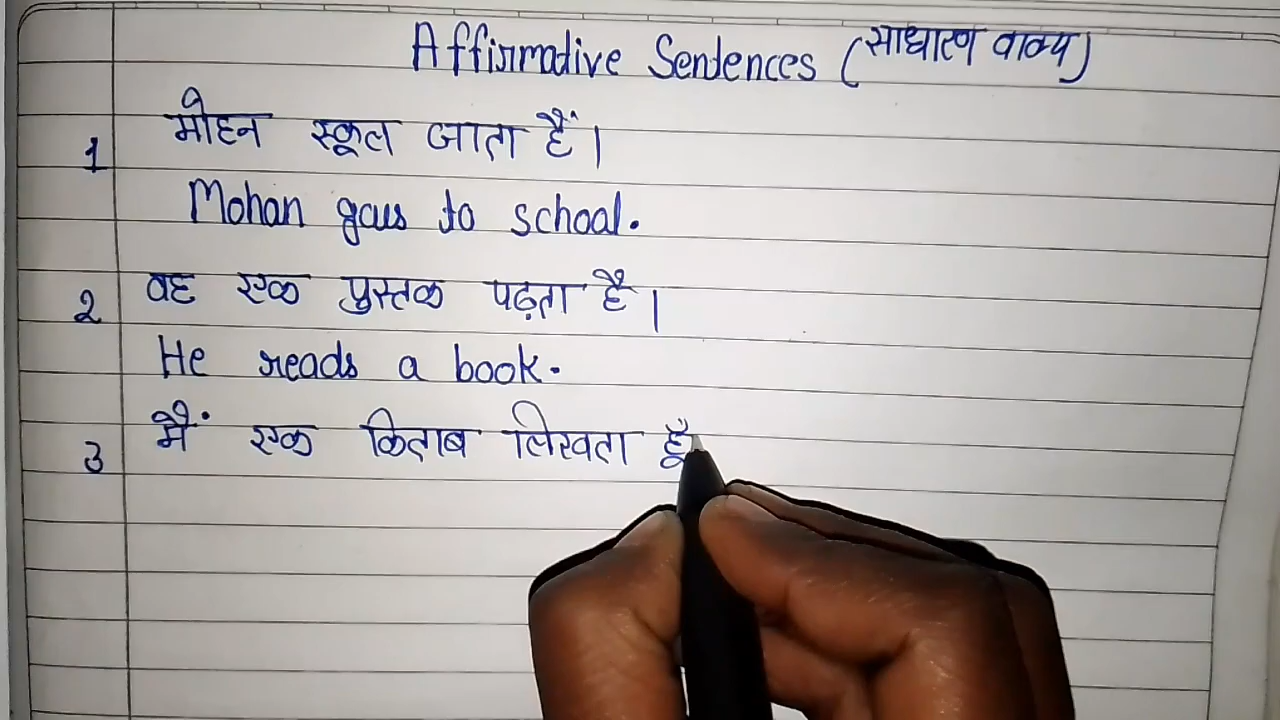 Affirmative Sentences (साधारण वाक्य)
1 मोहन स्कूल जाता हैं।
Mohan goes to school.
2 वह एक पुस्तक पढ़ता है।
He reads a book.
3 मैं एक किताब लिखता हूँ